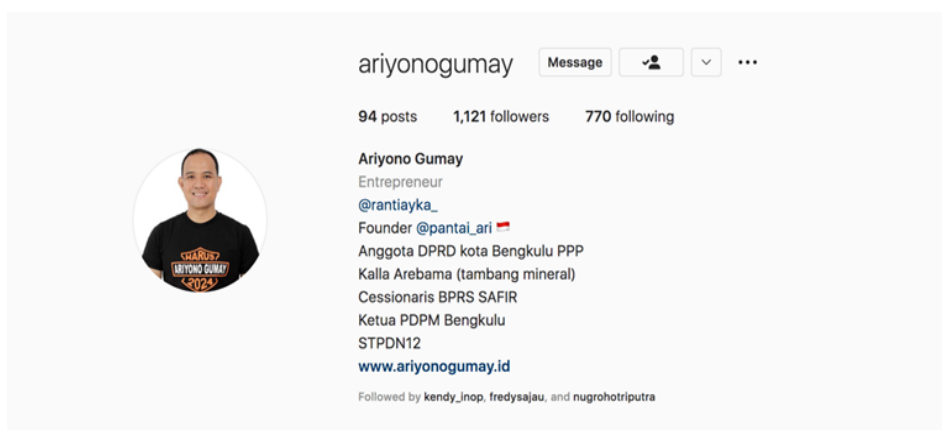 ariyonogumay Message
94 posts 1,121 followers 770 following
Ariyono Gumay
Entrepreneur
@rantiayka_
Founder @pantai_ari 🇮🇩
Anggota DPRD kota Bengkulu PPP
Kalla Arebama (tambang mineral)
Cessionaris BPRS SAFIR
Ketua PDPM Bengkulu
STPDN12
www.ariyonogumay.id
Followed by kendy_inop, fredysajau, and nugrohotriputra
HARUS
ARIYONO GUMAY
2024